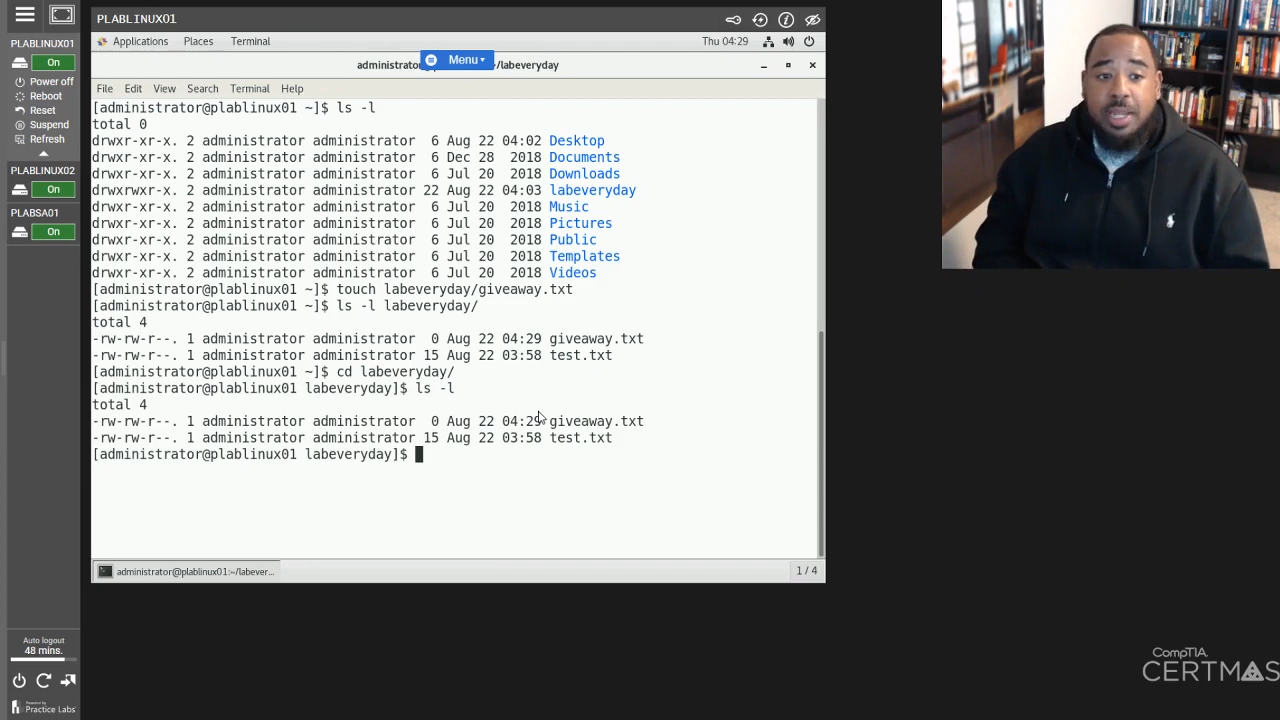 PLABLINUX01
PLABLINUX01
On
Power off
Reboot
Reset
Suspend
Refresh
PLABLINUX02
On
PLABSA01
On
Applications Places Terminal Thu 04:29
Menu
administrator :~/labeveryday
File Edit View Search Terminal Help
[administrator@plablinux01 ~]$ ls -l
total 0
drwxr-xr-x. 2 administrator administrator 6 Aug 22 04:02 Desktop
drwxr-xr-x. 2 administrator administrator 6 Dec 28 2018 Documents
drwxr-xr-x. 2 administrator administrator 6 Jul 20 2018 Downloads
drwxrwxr-x. 2 administrator administrator 22 Aug 22 04:03 labeveryday
drwxr-xr-x. 2 administrator administrator 6 Jul 20 2018 Music
drwxr-xr-x. 2 administrator administrator 6 Jul 20 2018 Pictures
drwxr-xr-x. 2 administrator administrator 6 Jul 20 2018 Public
drwxr-xr-x. 2 administrator administrator 6 Jul 20 2018 Templates
drwxr-xr-x. 2 administrator administrator 6 Jul 20 2018 Videos
[administrator@plablinux01 ~]$ touch labeveryday/giveaway.txt
[administrator@plablinux01 ~]$ ls -l labeveryday/
total 4
-rw-rw-r--. 1 administrator administrator 0 Aug 22 04:29 giveaway.txt
-rw-rw-r--. 1 administrator administrator 15 Aug 22 03:58 test.txt
[administrator@plablinux01 ~]$ cd labeveryday/
[administrator@plablinux01 labeveryday]$ ls -l
total 4
-rw-rw-r--. 1 administrator administrator 0 Aug 22 04:29 giveaway.txt
-rw-rw-r--. 1 administrator administrator 15 Aug 22 03:58 test.txt
[administrator@plablinux01 labeveryday]$
administrator@plablinux01:~/labever... 1 / 4
Auto logout
48 mins.
Powered by
Practice Labs
CompTIA.
CERTMAS